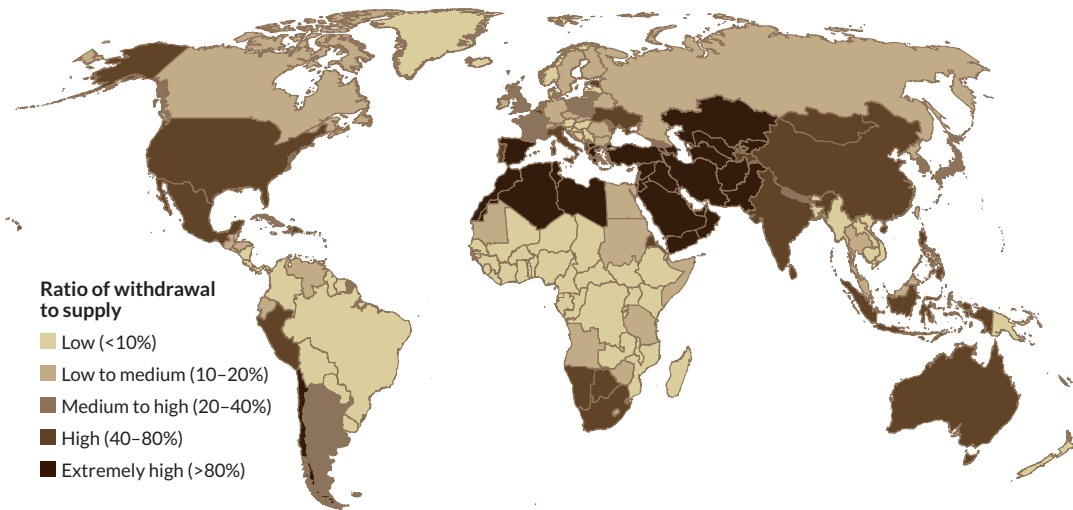 Ratio of withdrawal
to supply
Low (<10%)
Low to medium (10–20%)
Medium to high (20–40%)
High (40–80%)
Extremely high (>80%)